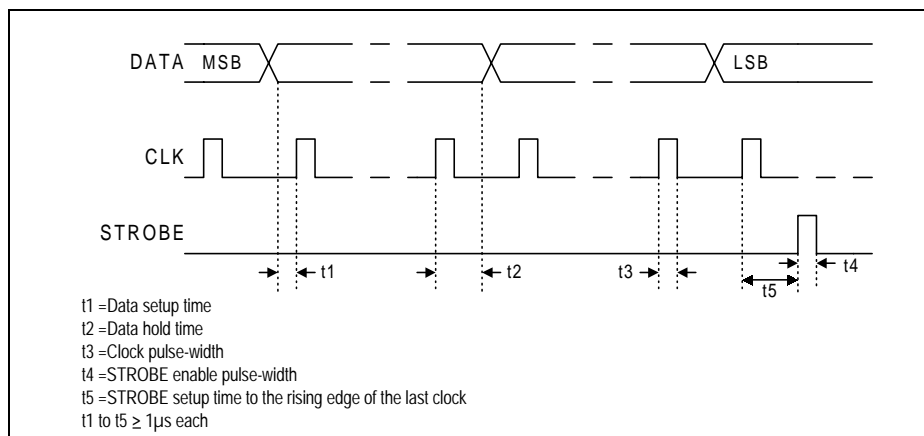 DATA MSB LSB
CLK
STROBE
t1 t2 t3 t4
t5
t1 =Data setup time
t2 =Data hold time
t3 =Clock pulse-width
t4 =STROBE enable pulse-width
t5 =STROBE setup time to the rising edge of the last clock
t1 to t5 ≥ 1µs each